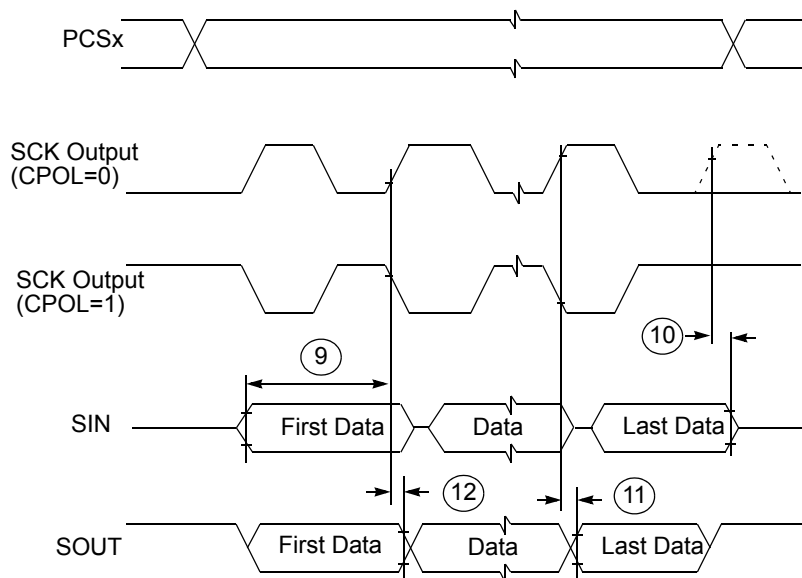 PCSx
SCK Output
(CPOL=0)
SCK Output
(CPOL=1)
10
9
SIN
First Data
Data
Last Data
12
11
SOUT
First Data
Data
Last Data